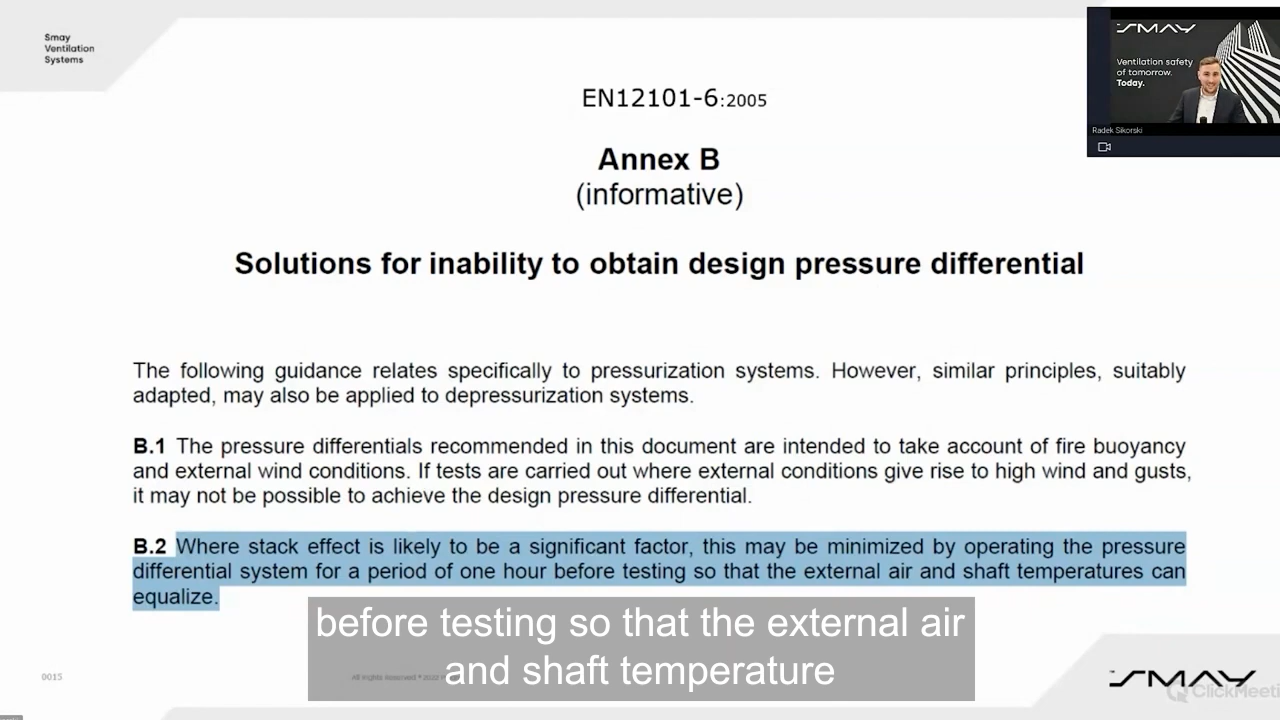 Smay
Ventilation
Systems
EN12101-6:2005
Annex B
(informative)
Solutions for inability to obtain design pressure differential
The following guidance relates specifically to pressurization systems. However, similar principles, suitably
adapted, may also be applied to depressurization systems.
B.1 The pressure differentials recommended in this document are intended to take account of fire buoyancy
and external wind conditions. If tests are carried out where external conditions give rise to high wind and gusts,
it may not be possible to achieve the design pressure differential.
B.2 Where stack effect is likely to be a significant factor, this may be minimized by operating the pressure
differential system for a period of one hour before testing so that the external air and shaft temperatures can
equalize.
before testing so that the external air
and shaft temperature
0015
All Rights Reserved
SMAY
ClickMeeti
SMAY
Ventilation safety
of tomorrow.
Today.
Radek Sikorski